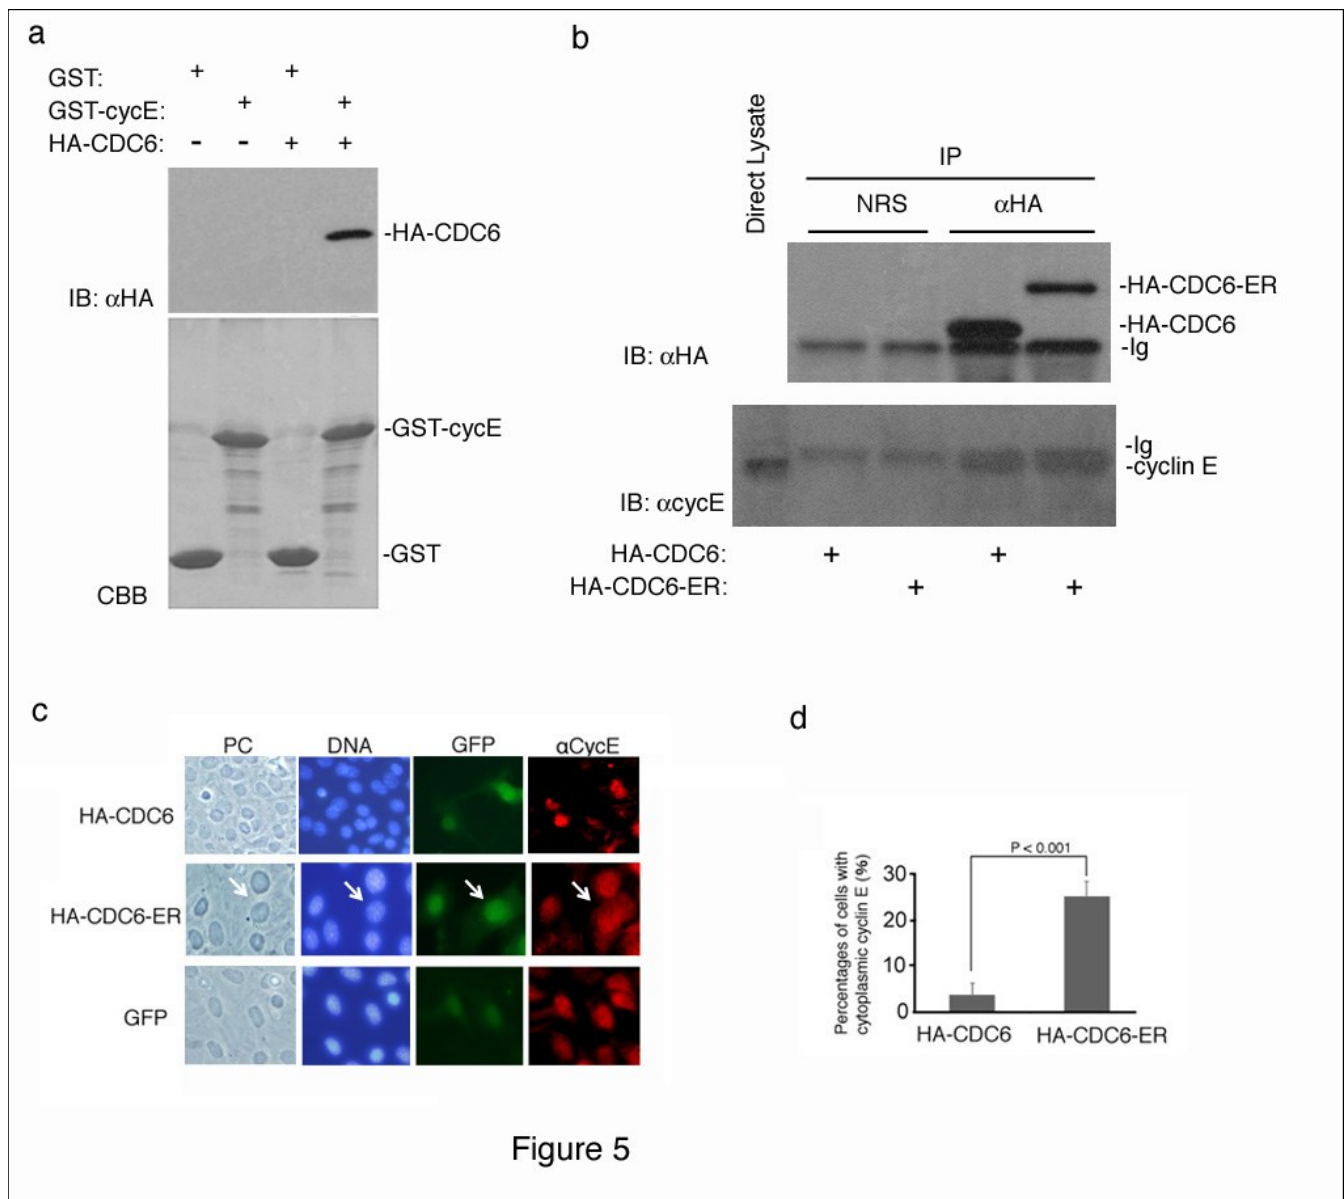 a
GST: + +
GST-cycE: + +
HA-CDC6: - - + +
-HA-CDC6
IB: αHA
-GST-cycE
-GST
CBB
b
Direct Lysate
IP
NRS αHA
-HA-CDC6-ER
-HA-CDC6
-Ig
IB: αHA
-Ig
-cyclin E
IB: αcycE
HA-CDC6: + +
HA-CDC6-ER: + +
c
PC DNA GFP αCycE
HA-CDC6
HA-CDC6-ER
GFP
d
Percentages of cells with
cytoplasmic cyclin E (%)
P < 0.001
30
20
10
0
HA-CDC6 HA-CDC6-ER
Figure 5